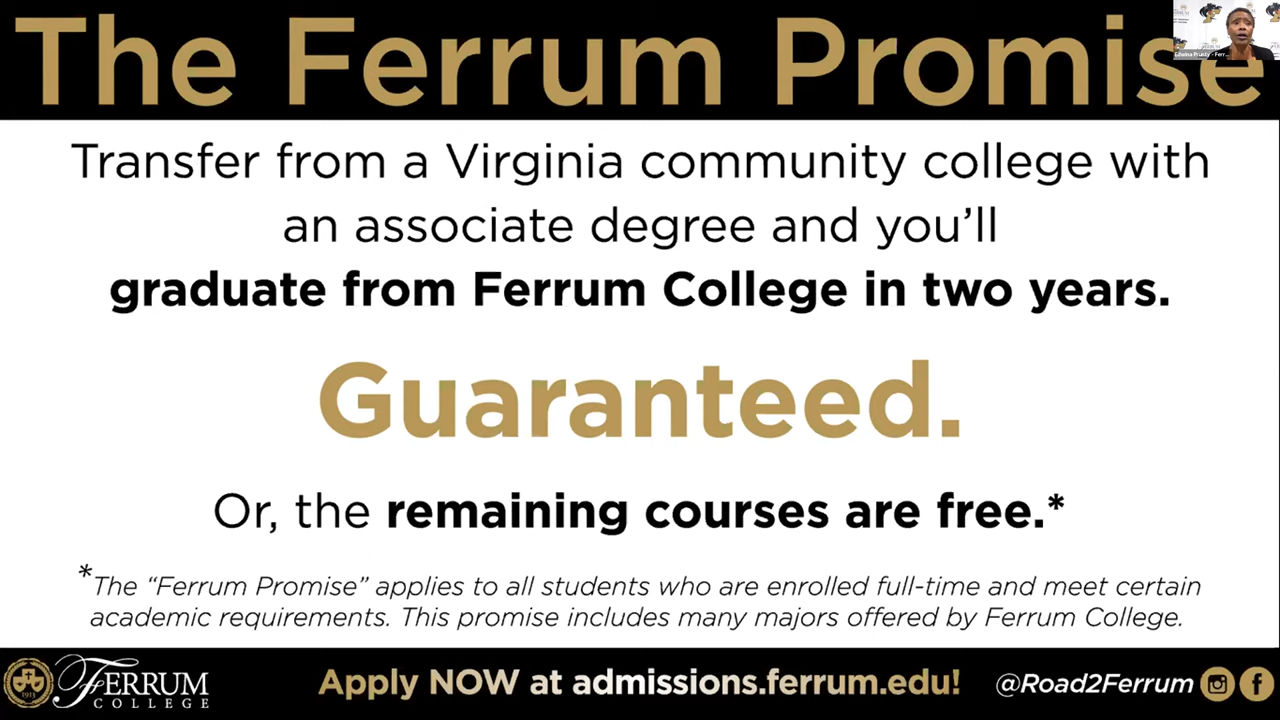 The Ferrum Promise
Transfer from a Virginia community college with
an associate degree and you’ll
graduate from Ferrum College in two years.
Guaranteed.
Or, the remaining courses are free.*
*The “Ferrum Promise” applies to all students who are enrolled full-time and meet certain
academic requirements. This promise includes many majors offered by Ferrum College.
1913
FERRUM
COLLEGE
Apply NOW at admissions.ferrum.edu!
@Road2Ferrum